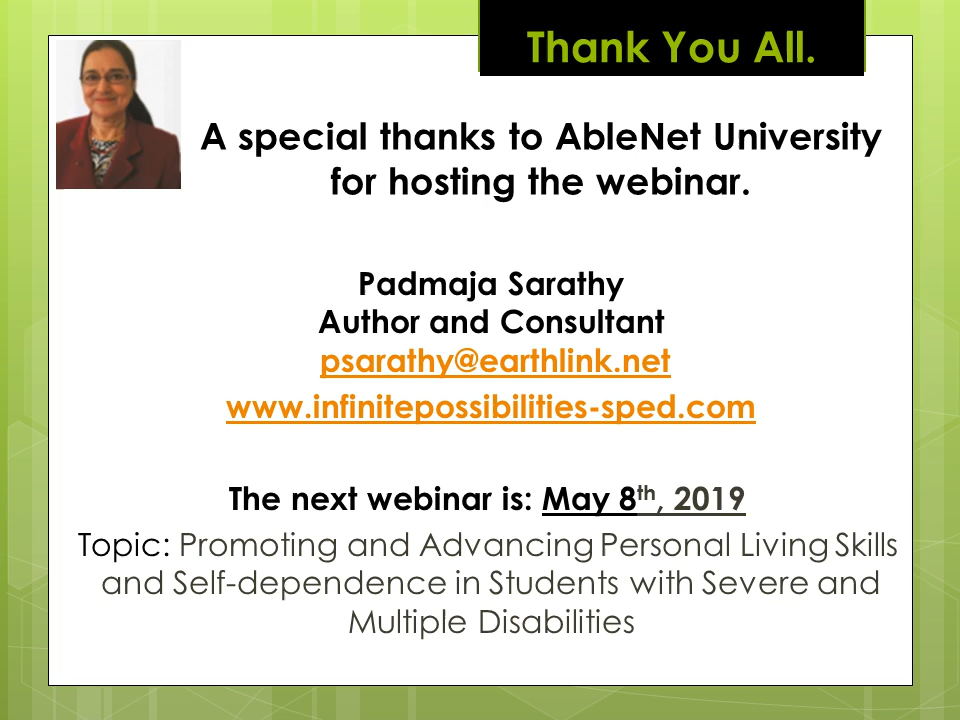 Thank You All.
A special thanks to AbleNet University
for hosting the webinar.
Padmaja Sarathy
Author and Consultant
psarathy@earthlink.net
www.infinitepossibilities-sped.com
The next webinar is: May 8th, 2019
Topic: Promoting and Advancing Personal Living Skills
and Self-dependence in Students with Severe and
Multiple Disabilities